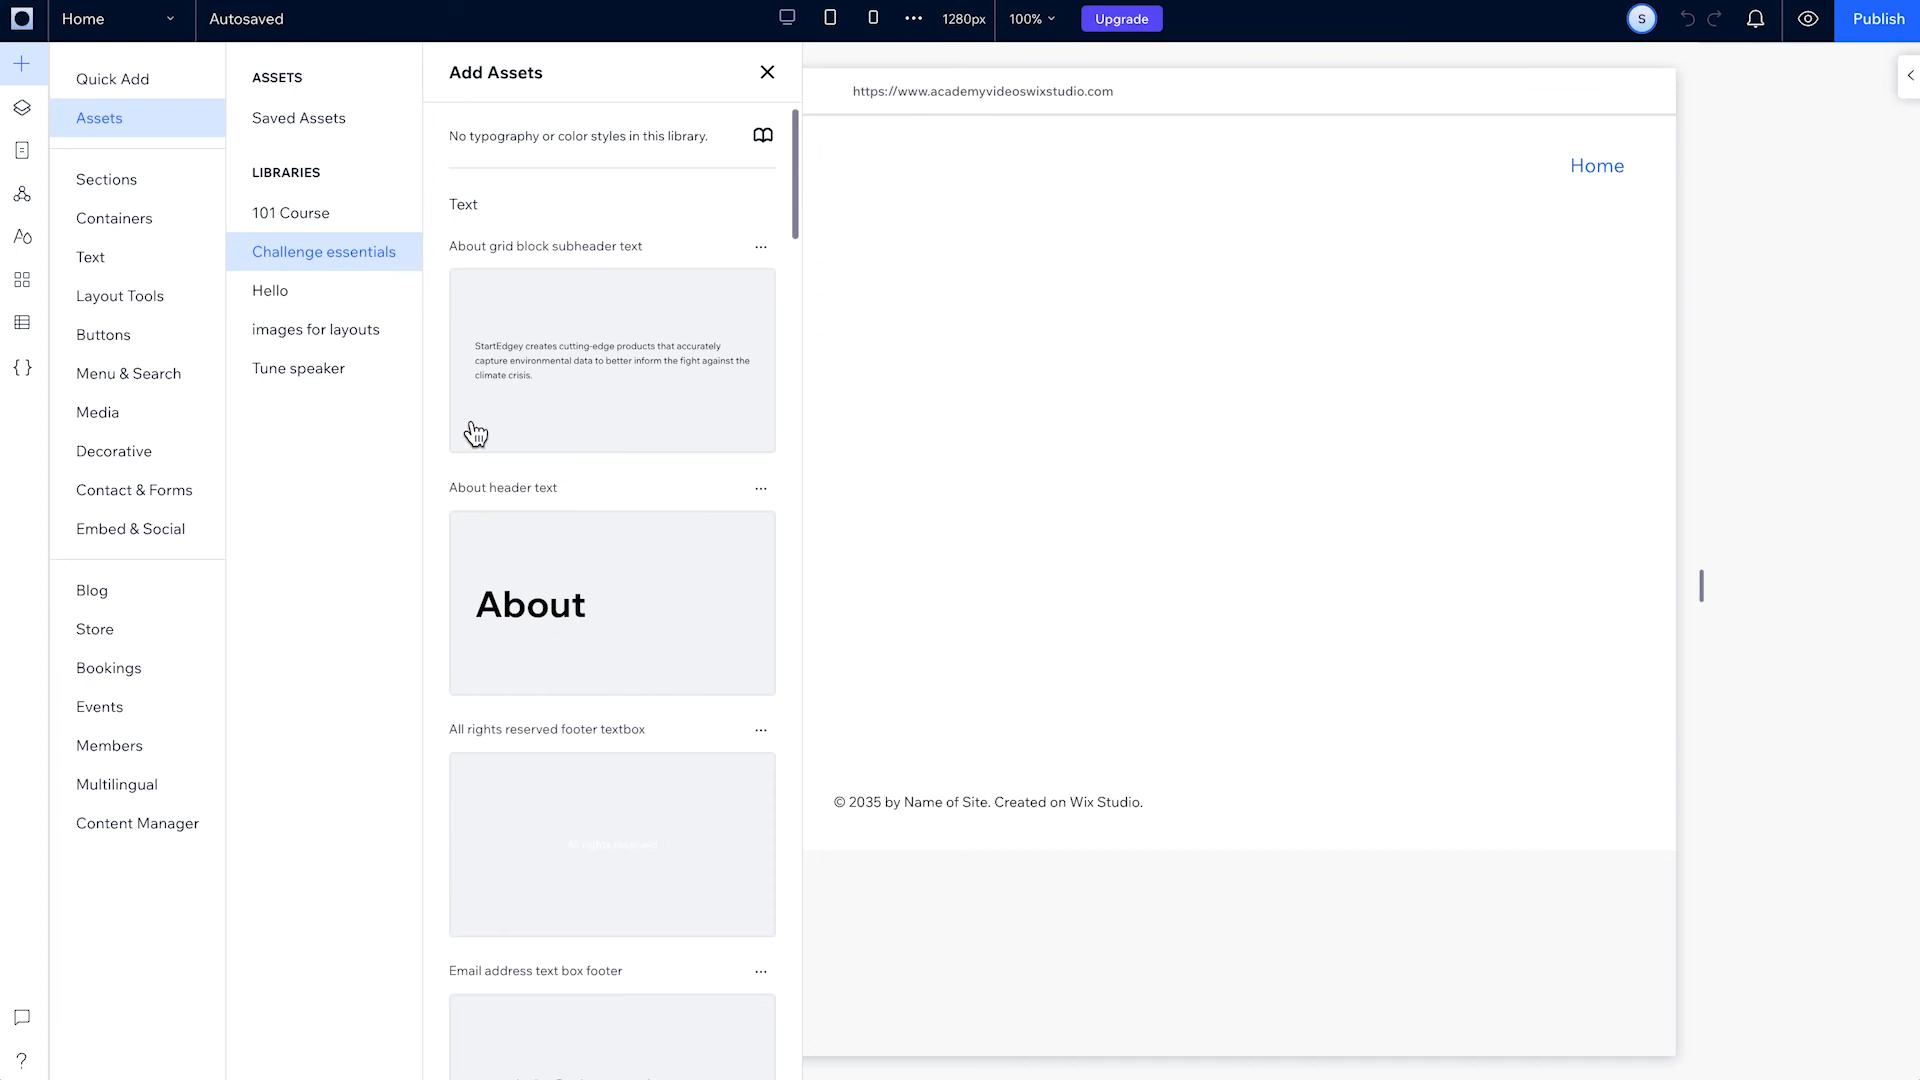 Home
Autosaved
1280px
100%
Upgrade
S
Publish
Quick Add
Assets
Sections
Containers
Text
Layout Tools
Buttons
Menu & Search
Media
Decorative
Contact & Forms
Embed & Social
Blog
Store
Bookings
Events
Members
Multilingual
Content Manager
ASSETS
Saved Assets
LIBRARIES
101 Course
Challenge essentials
Hello
images for layouts
Tune speaker
Add Assets
No typography or color styles in this library.
Text
About grid block subheader text
StartEdgey creates cutting-edge products that accurately
capture environmental data to better inform the fight against the
climate crisis.
About header text
About
All rights reserved footer textbox
All rights reserved
Email address text box footer
https://www.academyvideoswixstudio.com
Home
© 2035 by Name of Site. Created on Wix Studio.